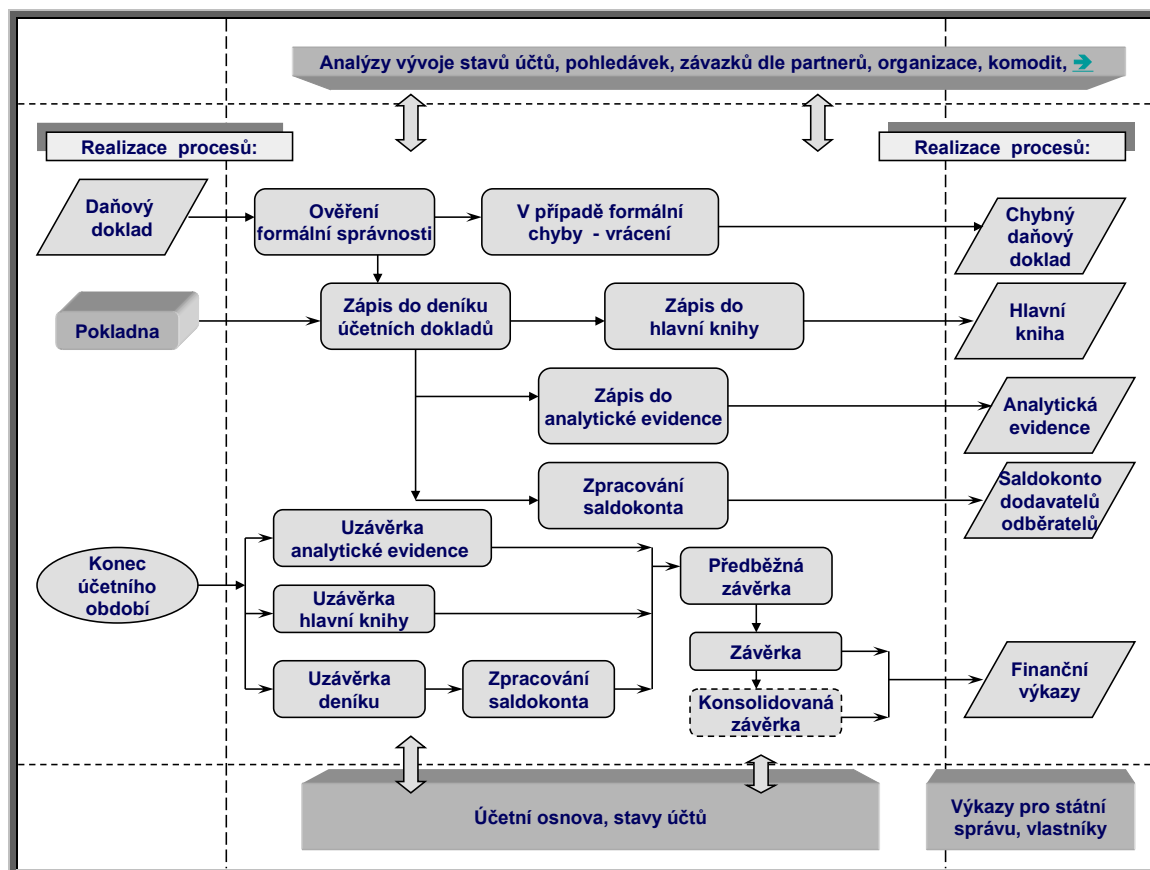 Analýzy vývoje stavů účtů, pohledávek, závazků dle partnerů, organizace, komodit,
Realizace procesů:
Realizace procesů:
Daňový
doklad
Ověření
formální správnosti
V případě formální
chyby - vrácení
Chybný
daňový
doklad
Pokladna
Zápis do deníku
účetních dokladů
Zápis do
hlavní knihy
Hlavní
kniha
Zápis do
analytické evidence
Analytická
evidence
Zpracování
saldokonta
Saldokonto
dodavatelů
odběratelů
Konec
účetního
období
Uzávěrka
analytické evidence
Uzávěrka
hlavní knihy
Uzávěrka
deníku
Zpracování
saldokonta
Předběžná
závěrka
Závěrka
Konsolidovaná
závěrka
Finanční
výkazy
Účetní osnova, stavy účtů
Výkazy pro státní
správu, vlastníky